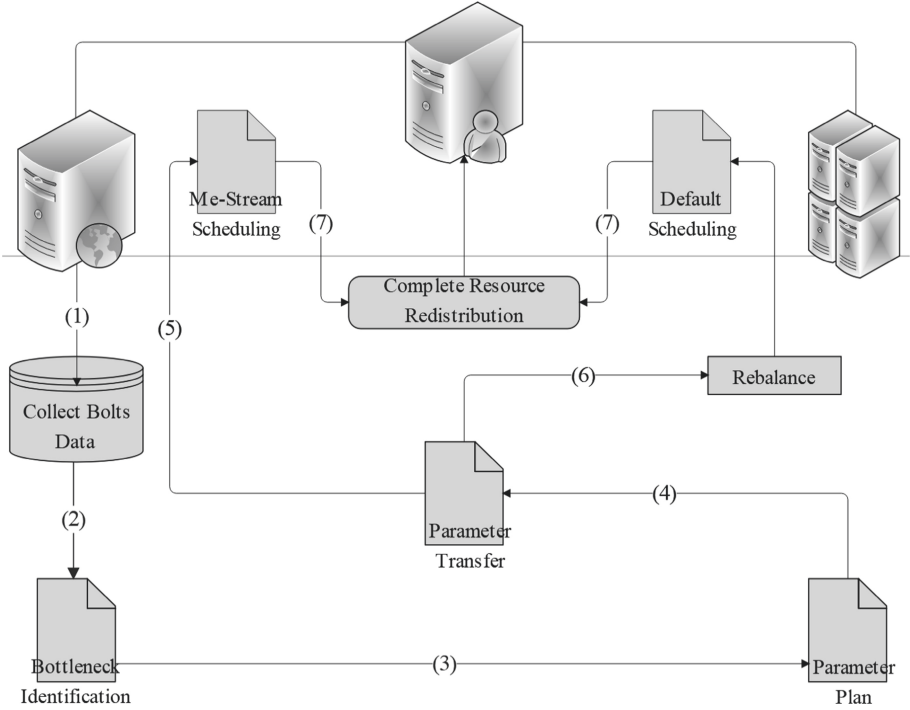 Me-Stream
Scheduling
Default
Scheduling
(7)
(7)
Complete Resource
Redistribution
(1)
(5)
(6)
Rebalance
Collect Bolts
Data
(4)
(2)
Parameter
Transfer
Bottleneck
Identification
(3)
Parameter
Plan